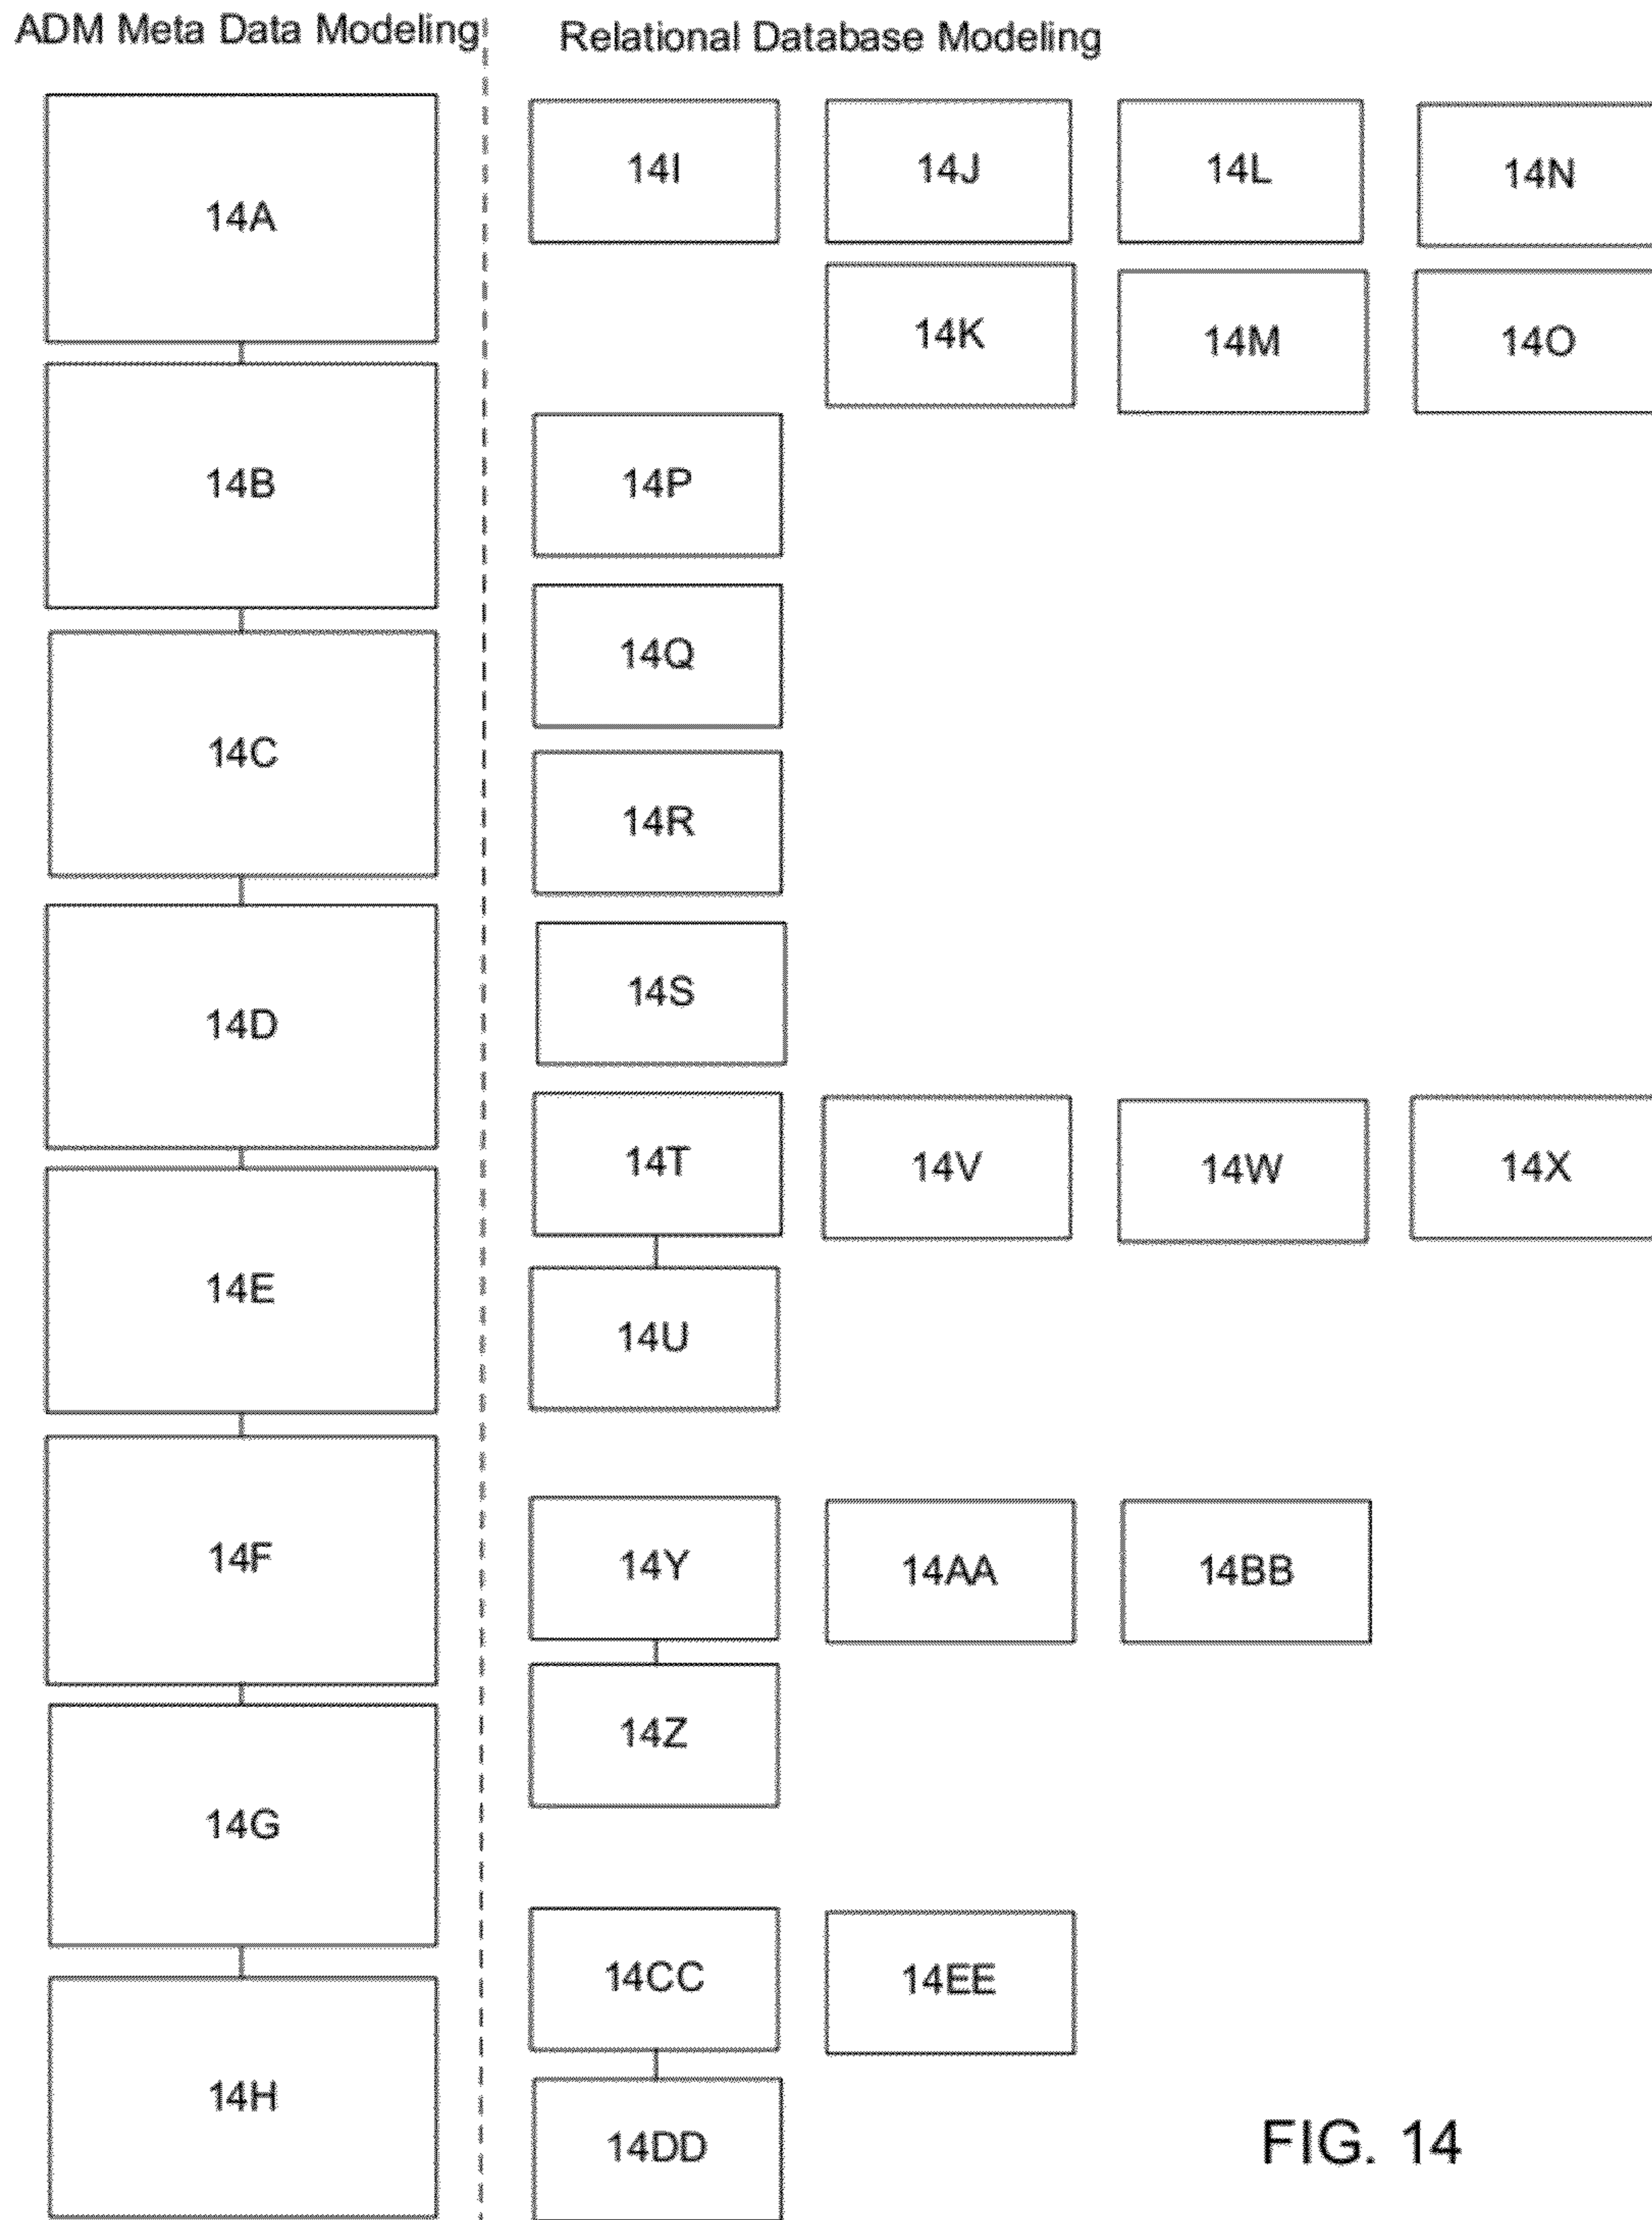 ADM Meta Data Modeling
Relational Database Modeling
14A
14B
14C
14D
14E
14F
14G
14H
14I
14J
14L
14N
14K
14M
14O
14P
14Q
14R
14S
14T
14V
14W
14X
14U
14Y
14AA
14BB
14Z
14CC
14EE
14DD
FIG. 14